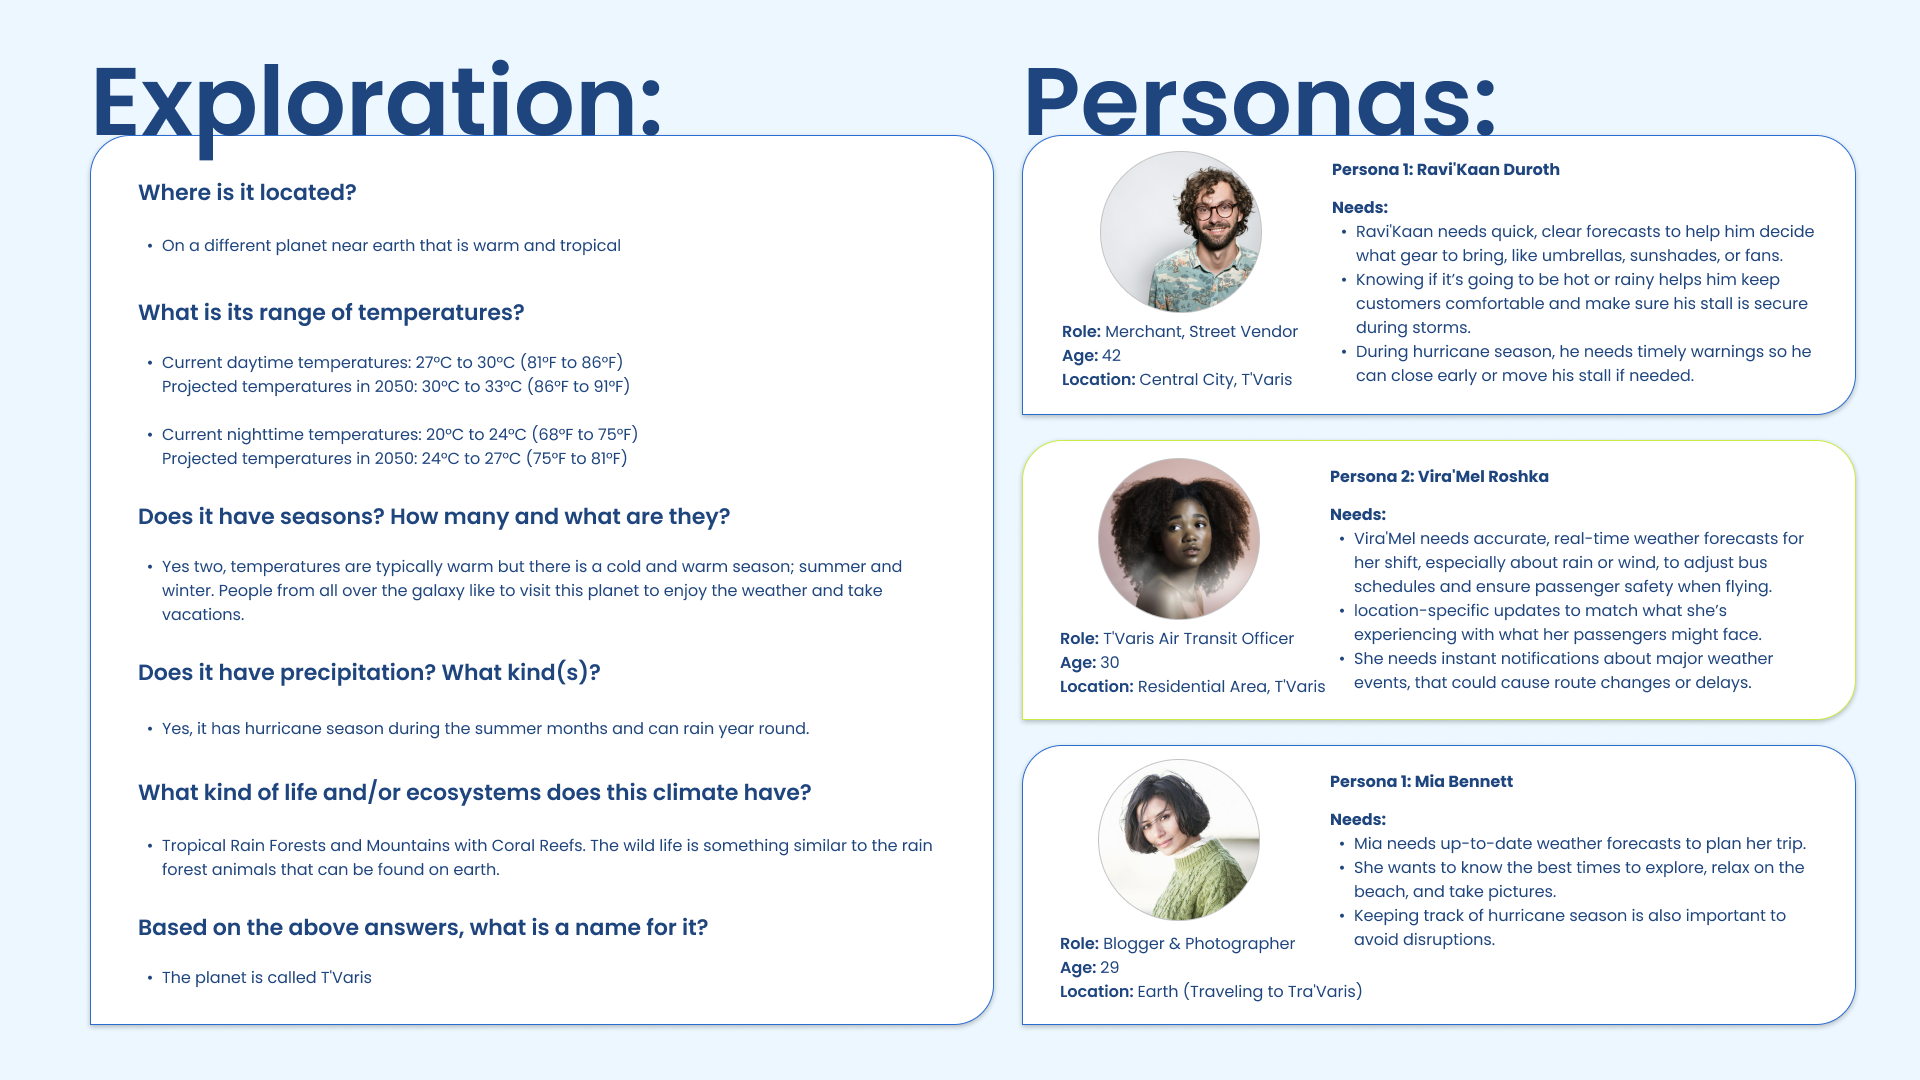 Exploration:
Where is it located?
• On a different planet near earth that is warm and tropical
What is its range of temperatures?
• Current daytime temperatures: 27°C to 30°C (81°F to 86°F)
Projected temperatures in 2050: 30°C to 33°C (86°F to 91°F)
• Current nighttime temperatures: 20°C to 24°C (68°F to 75°F)
Projected temperatures in 2050: 24°C to 27°C (75°F to 81°F)
Does it have seasons? How many and what are they?
• Yes two, temperatures are typically warm but there is a cold and warm season; summer and
winter. People from all over the galaxy like to visit this planet to enjoy the weather and take
vacations.
Does it have precipitation? What kind(s)?
• Yes, it has hurricane season during the summer months and can rain year round.
What kind of life and/or ecosystems does this climate have?
• Tropical Rain Forests and Mountains with Coral Reefs. The wild life is something similar to the rain
forest animals that can be found on earth.
Based on the above answers, what is a name for it?
• The planet is called T'Varis
Personas:
Role: Merchant, Street Vendor
Age: 42
Location: Central City, T'Varis
Persona 1: Ravi'Kaan Duroth
Needs:
• Ravi'Kaan needs quick, clear forecasts to help him decide
what gear to bring, like umbrellas, sunshades, or fans.
• Knowing if it’s going to be hot or rainy helps him keep
customers comfortable and make sure his stall is secure
during storms.
• During hurricane season, he needs timely warnings so he
can close early or move his stall if needed.
Role: T'Varis Air Transit Officer
Age: 30
Location: Residential Area, T'Varis
Persona 2: Vira'Mel Roshka
Needs:
• Vira'Mel needs accurate, real-time weather forecasts for
her shift, especially about rain or wind, to adjust bus
schedules and ensure passenger safety when flying.
• location-specific updates to match what she’s
experiencing with what her passengers might face.
• She needs instant notifications about major weather
events, that could cause route changes or delays.
Role: Blogger & Photographer
Age: 29
Location: Earth (Traveling to Tra'Varis)
Persona 1: Mia Bennett
Needs:
• Mia needs up-to-date weather forecasts to plan her trip.
• She wants to know the best times to explore, relax on the
beach, and take pictures.
• Keeping track of hurricane season is also important to
avoid disruptions.